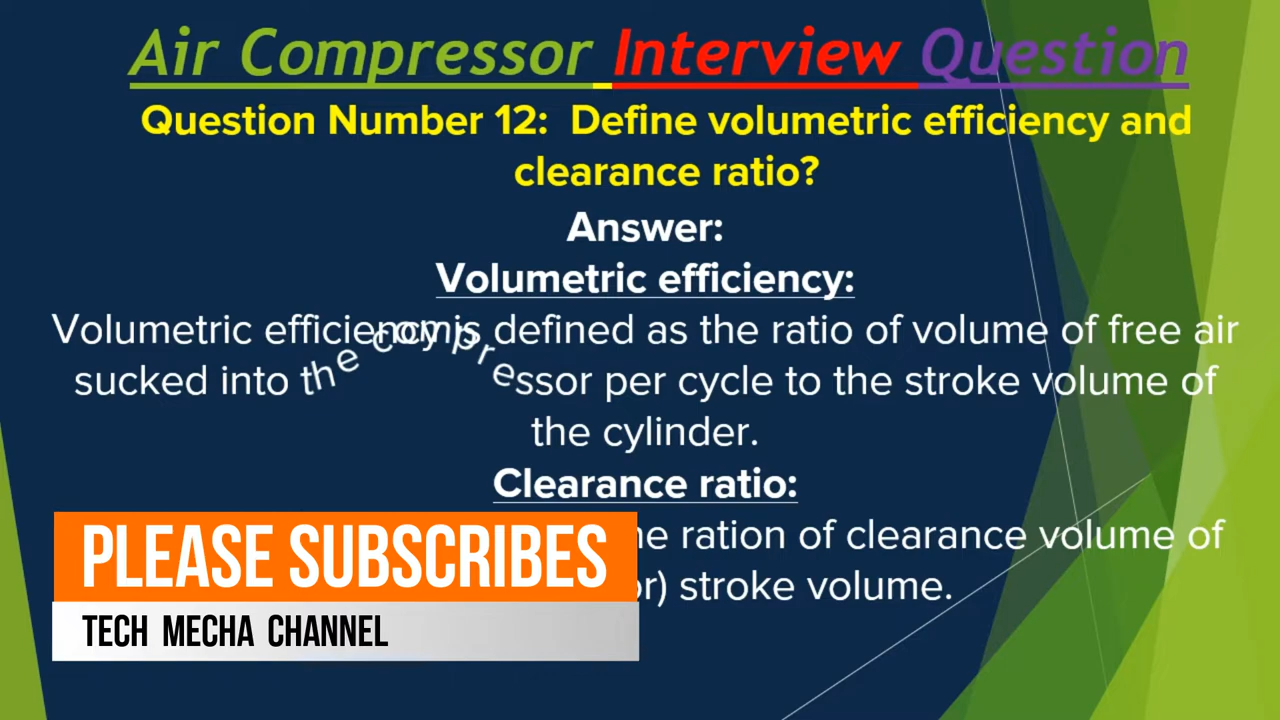 Air Compressor Interview Question
Question Number 12: Define volumetric efficiency and
clearance ratio?
Answer:
Volumetric efficiency:
Volumetric efficiency is defined as the ratio of volume of free air
sucked into the compressor per cycle to the stroke volume of
the cylinder.
Clearance ratio:
ration of clearance volume of
stroke volume.
PLEASE SUBSCRIBES
TECH MECHA CHANNEL